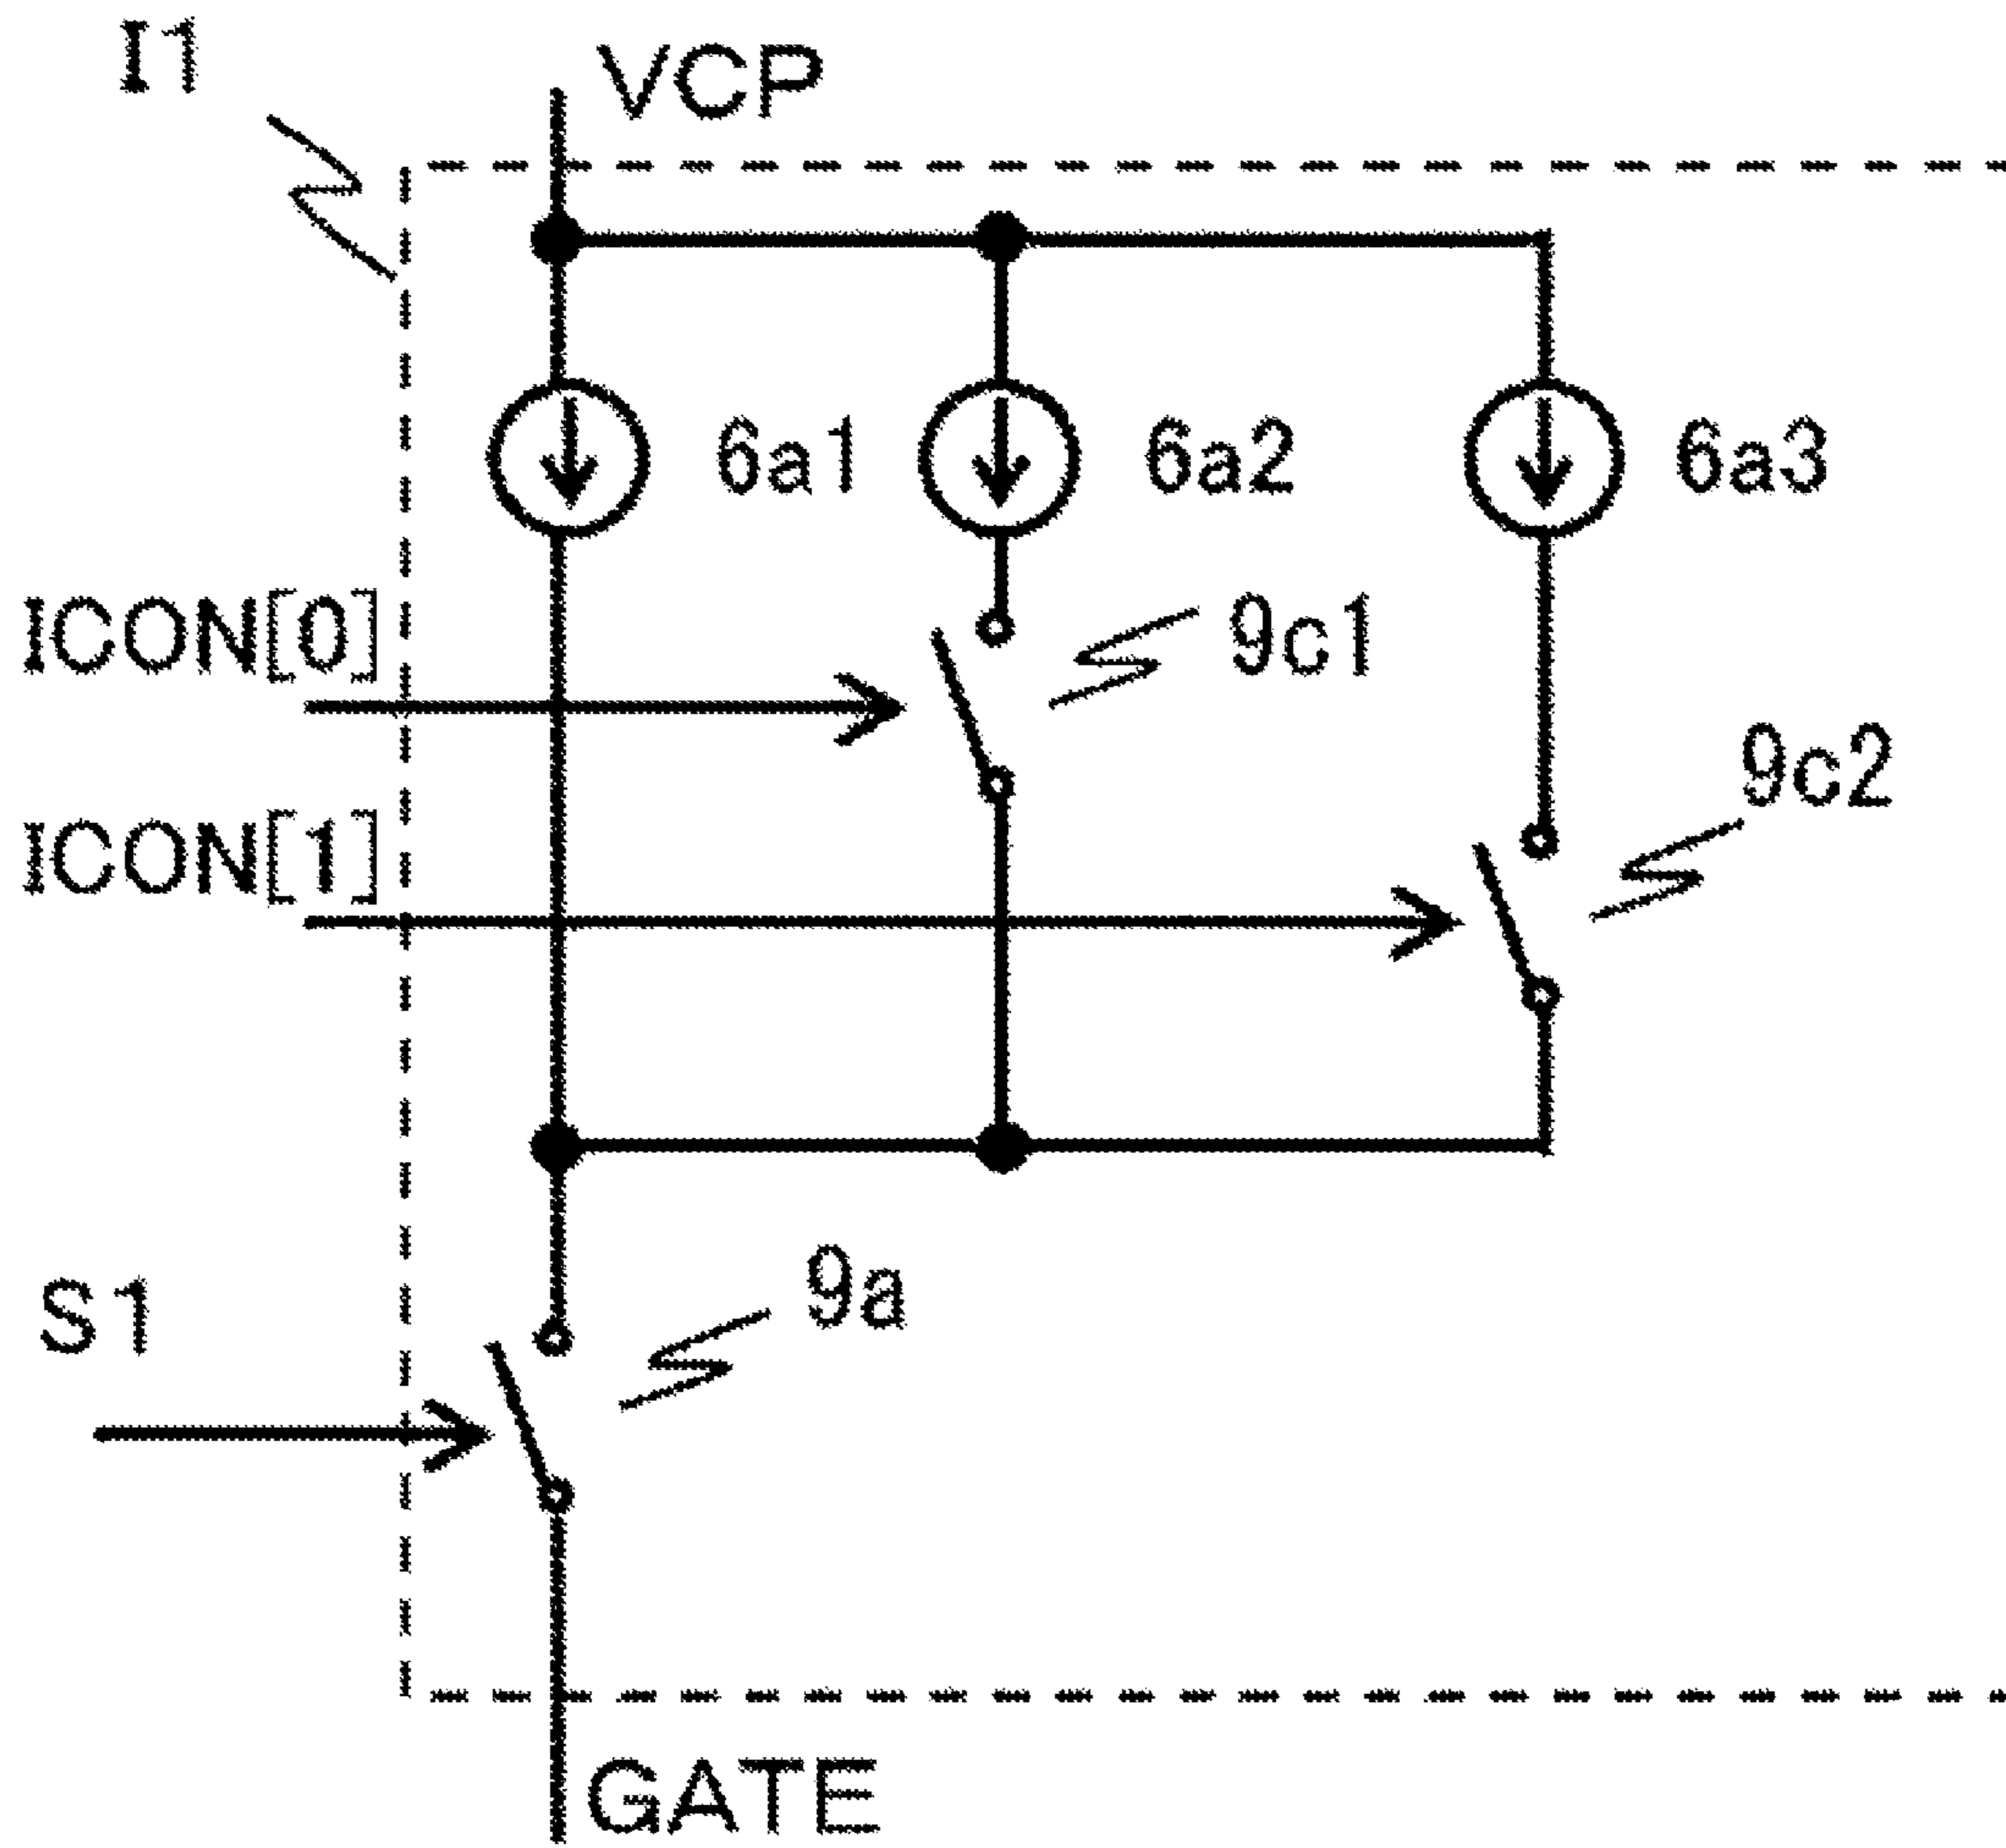 I1
VCP
6a1
6a2
6a3
ICON[0]
9c1
9c2
ICON[1]
9a
S1
GATE